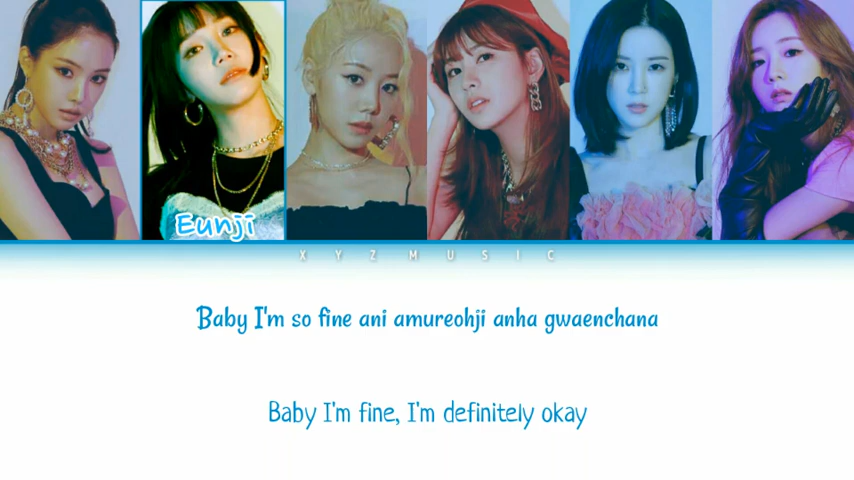 Eunji
X Y Z M U S I C
Baby I'm so fine ani amureohji anha gwaenchana
Baby I'm fine, I'm definitely okay